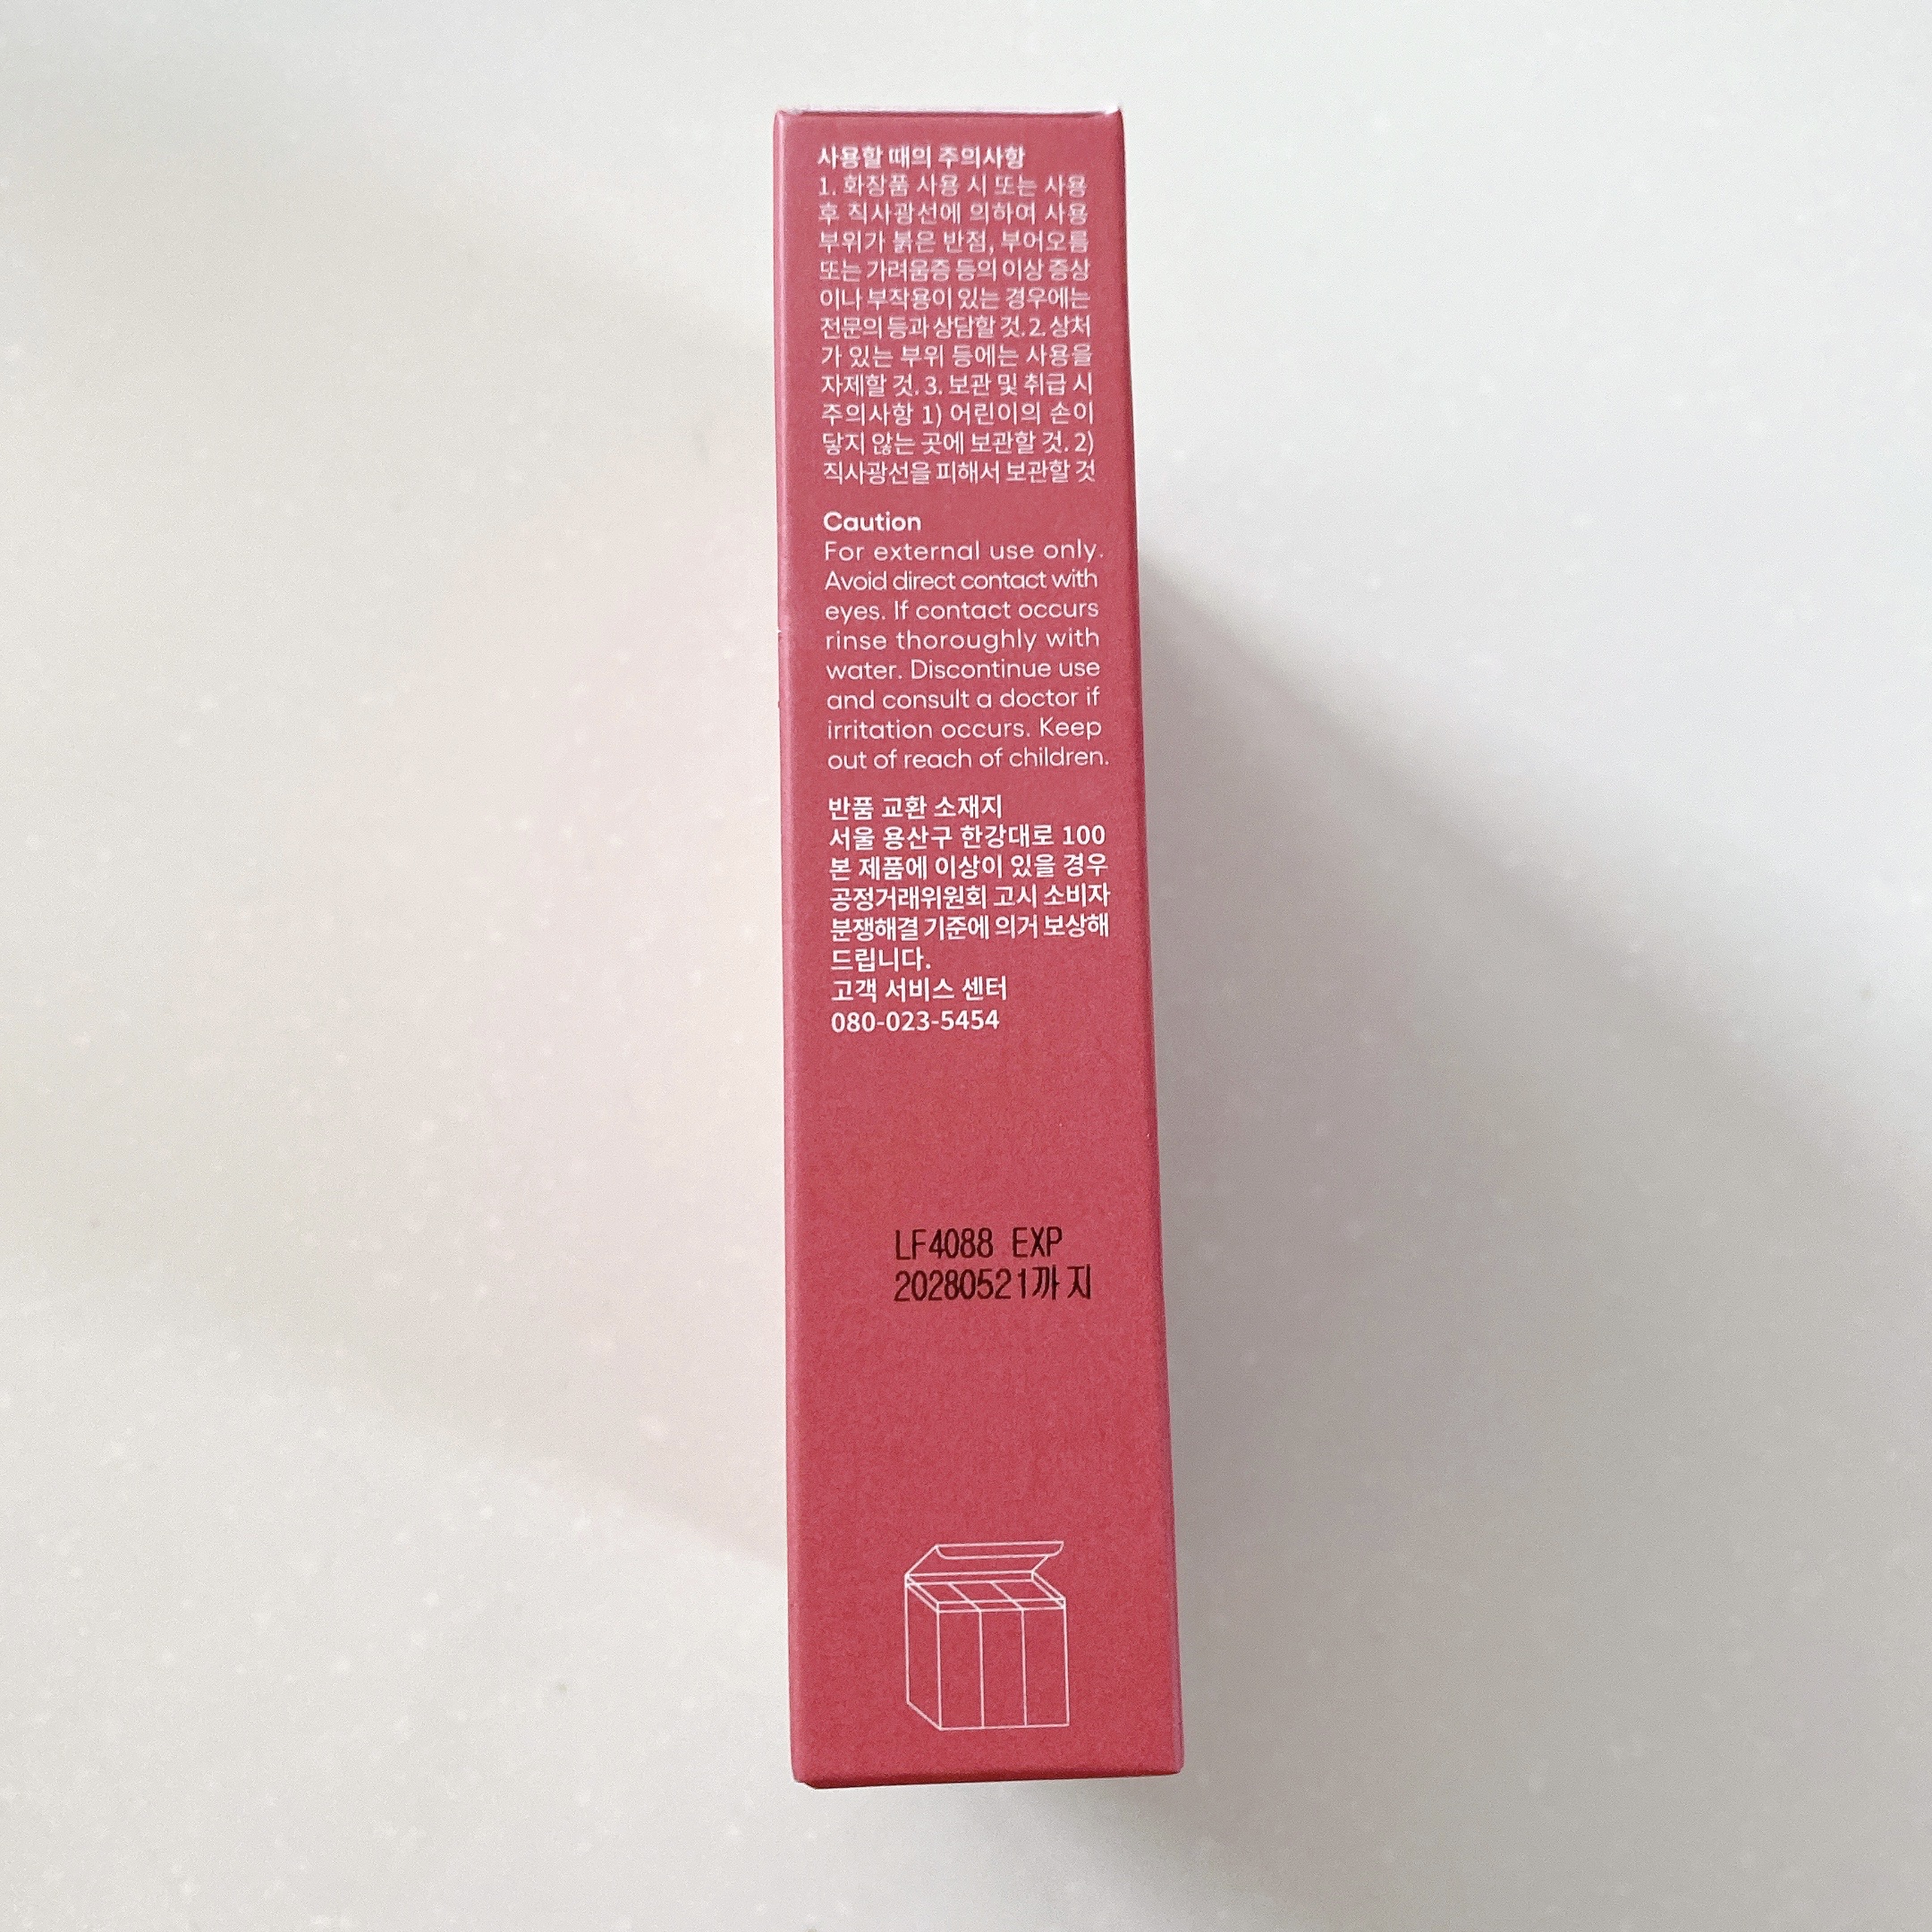 사용할 때의 주의사항
1. 화장품 사용 시 또는 사용
후 직사광선에 의하여 사용
부위가 붉은 반점, 부어오름
또는 가려움증 등의 이상 증상
이나 부작용이 있는 경우에는
전문의 등과 상담할 것. 2. 상처
가 있는 부위 등에는 사용을
자제할 것. 3. 보관 및 취급 시
주의사항 1) 어린이의 손이
닿지 않는 곳에 보관할 것. 2)
직사광선을 피해서 보관할 것
Caution
For external use only.
Avoid direct contact with
eyes. If contact occurs
rinse thoroughly with
water. Discontinue use
and consult a doctor if
irritation occurs. Keep
out of reach of children.
반품 교환 소재지
서울 용산구 한강대로 100
본 제품에 이상이 있을 경우
공정거래위원회 고시 소비자
분쟁해결 기준에 의거 보상해
드립니다.
고객 서비스 센터
080-023-5454
LF4088 EXP
20280521까지